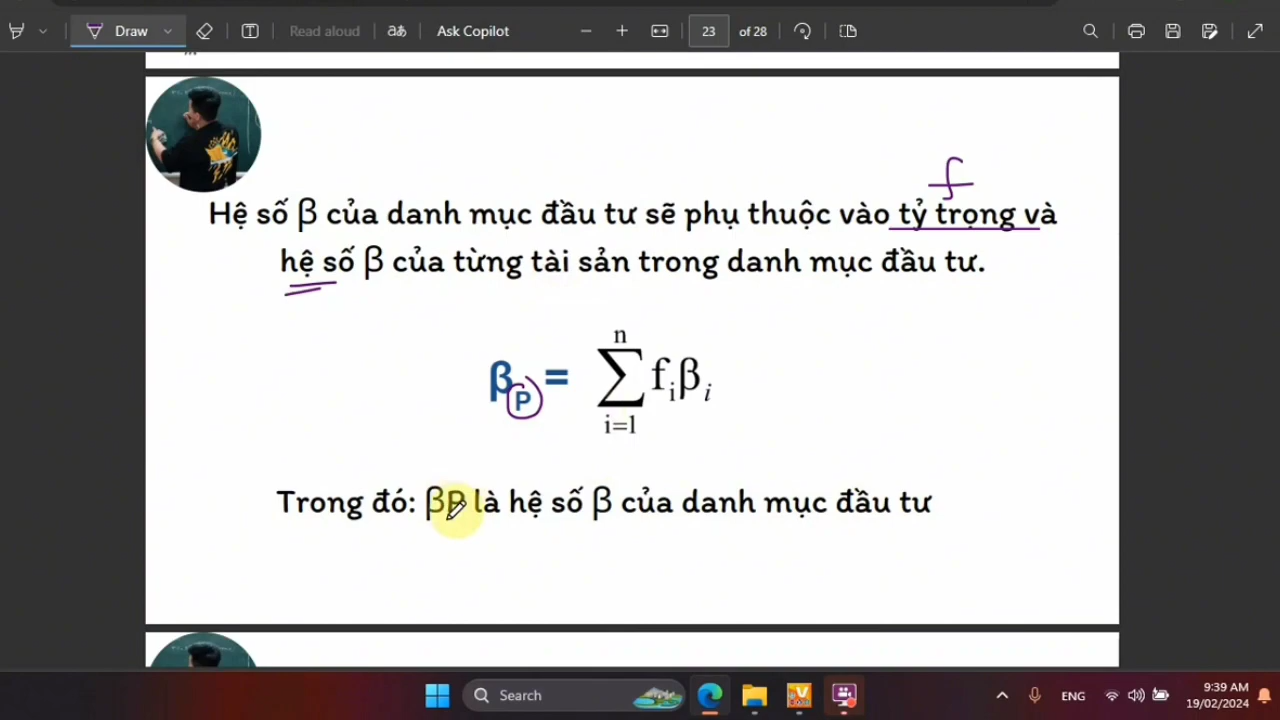 Draw
Read aloud
aあ
Ask Copilot
23
of 28
f
Hệ số β của danh mục đầu tư sẽ phụ thuộc vào tỷ trọng và
hệ số β của từng tài sản trong danh mục đầu tư.
n
βP = ∑ fiβi
i=1
Trong đó: βP là hệ số β của danh mục đầu tư
Search
ENG
9:39 AM
19/02/2024